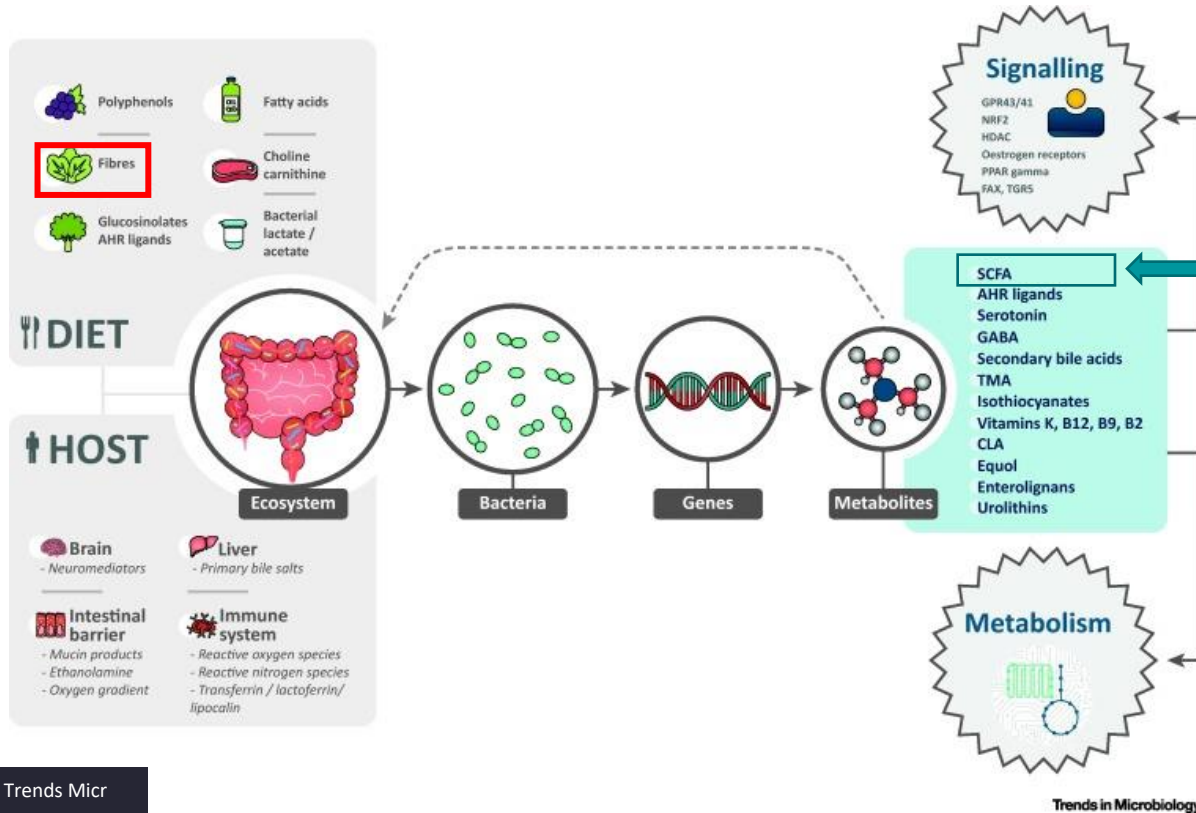 Polyphenols
Fatty acids
Fibres
Choline
carnithine
Glucosinolates
AHR ligands
Bacterial
lactate /
acetate
DIET
HOST
Brain
- Neuromediators
Liver
- Primary bile salts
Intestinal
barrier
- Mucin products
- Ethanolamine
- Oxygen gradient
Immune
system
- Reactive oxygen species
- Reactive nitrogen species
- Transferrin / lactoferrin/
lipocalin
Ecosystem
Bacteria
Genes
Metabolites
Signalling
GPR43/41
NRF2
HDAC
Oestrogen receptors
PPAR gamma
FAX, TGR5
SCFA
AHR ligands
Serotonin
GABA
Secondary bile acids
TMA
Isothiocyanates
Vitamins K, B12, B9, B2
CLA
Equol
Enterolignans
Urolithins
Metabolism
Trends Micr
Trends in Microbiology